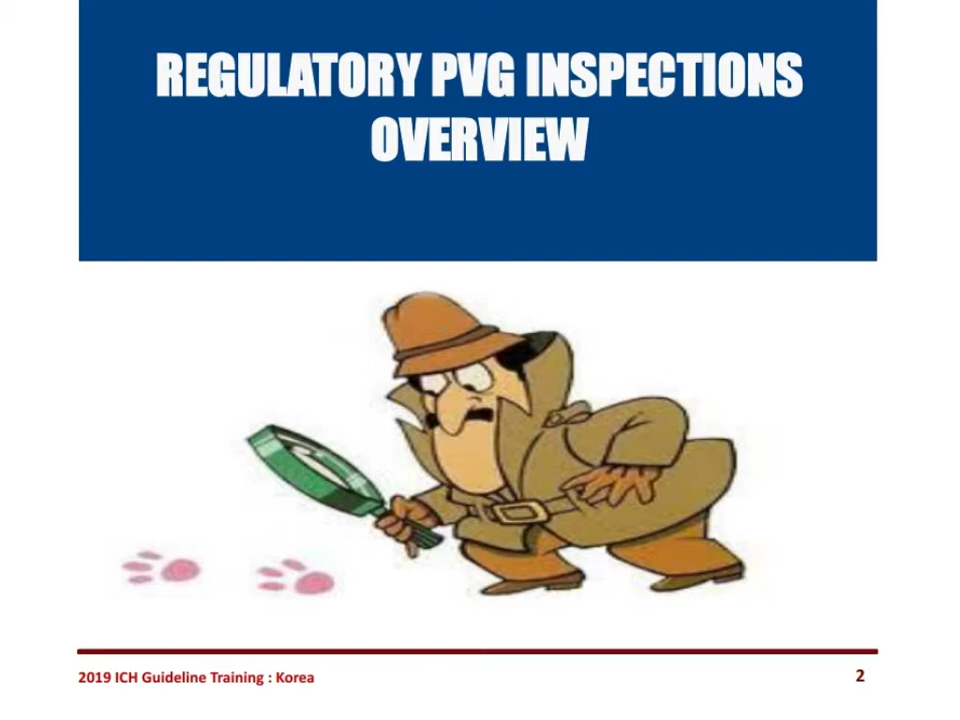 REGULATORY PVG INSPECTIONS
OVERVIEW
2019 ICH Guideline Training : Korea
2